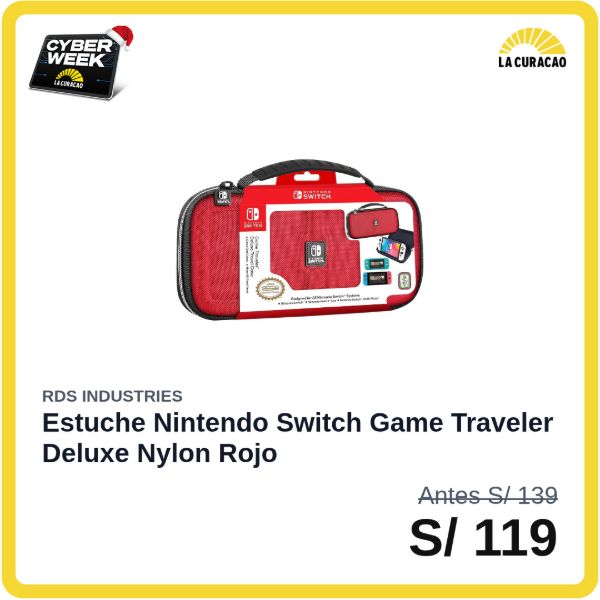 CYBER
WEEK
LA CURACAO
LA CURACAO
NINTENDO
SWITCH
RDS INDUSTRIES
Estuche Nintendo Switch Game Traveler
Deluxe Nylon Rojo
Antes S/ 139
S/ 119